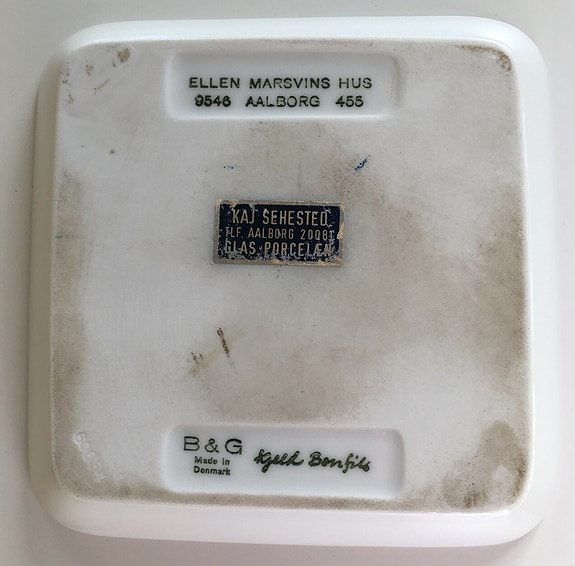 ELLEN MARSVINS HUS
9546 AALBORG 455
KAJ SEHESTED
TLF. AALBORG 20081
GLAS·PORCELÆN
B & G
Made in
Denmark
Kjeld Bonfils